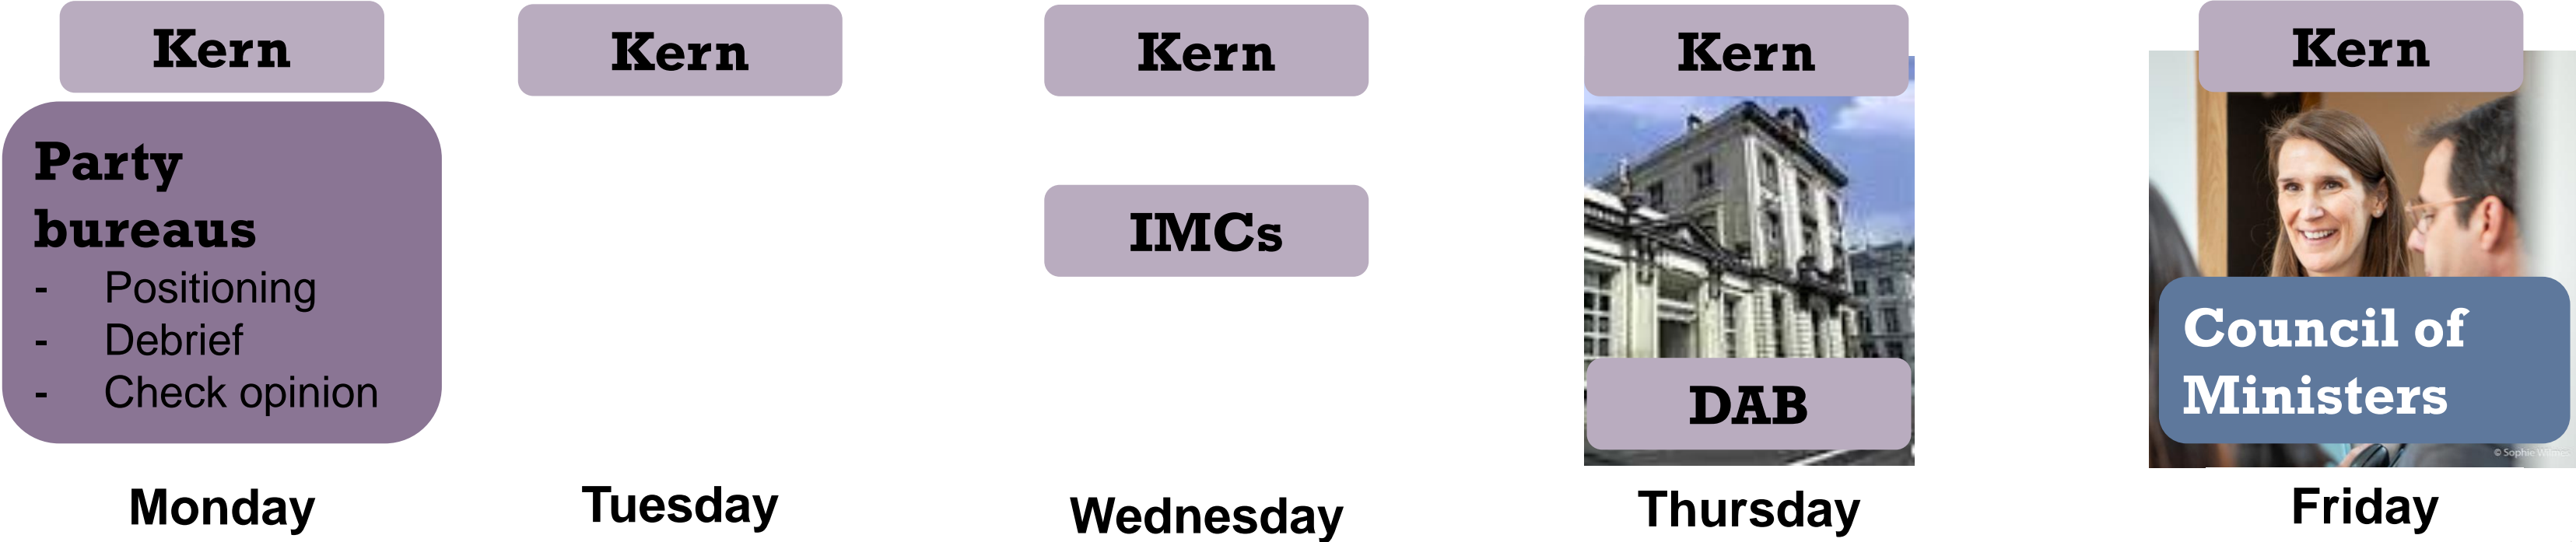 Kern
Party
bureaus
- Positioning
- Debrief
- Check opinion
Monday
Kern
Tuesday
Kern
IMCs
Wednesday
Kern
DAB
Thursday
Kern
Council of
Ministers
© Sophie
Friday